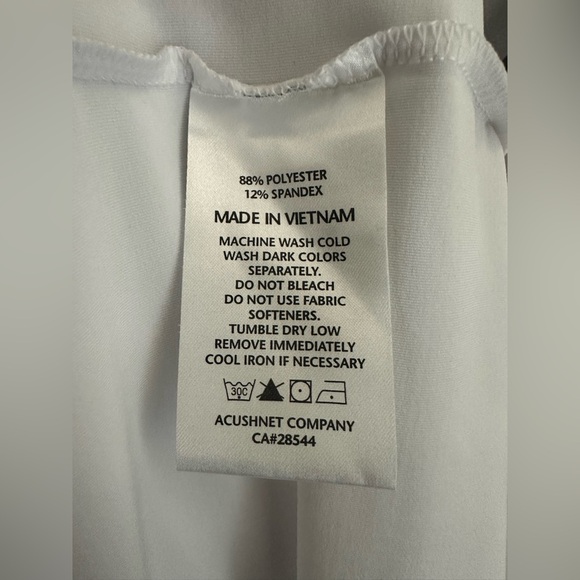 88% POLYESTER
12% SPANDEX
MADE IN VIETNAM
MACHINE WASH COLD
WASH DARK COLORS
SEPARATELY.
DO NOT BLEACH
DO NOT USE FABRIC
SOFTENERS.
TUMBLE DRY LOW
REMOVE IMMEDIATELY
COOL IRON IF NECESSARY
30C
ACUSHNET COMPANY
CA#28544